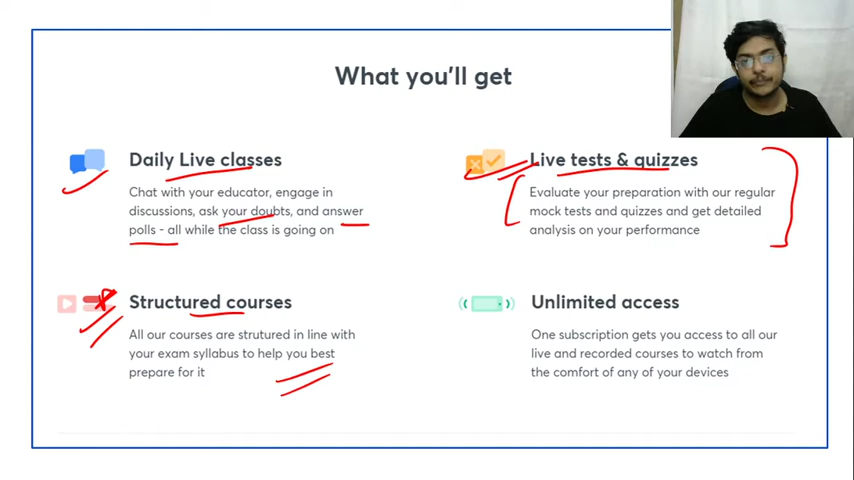 What you'll get
Daily Live classes
Chat with your educator, engage in
discussions, ask your doubts, and answer
polls - all while the class is going on
Live tests & quizzes
Evaluate your preparation with our regular
mock tests and quizzes and get detailed
analysis on your performance
Structured courses
All our courses are strutured in line with
your exam syllabus to help you best
prepare for it
Unlimited access
One subscription gets you access to all our
live and recorded courses to watch from
the comfort of any of your devices